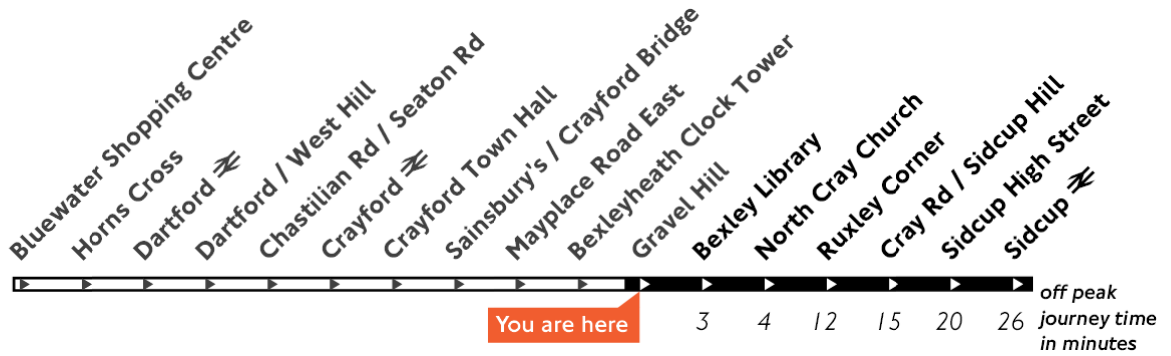 Bluewater Shopping Centre
Horns Cross
Dartford
Dartford / West Hill
Chastilian Rd / Seaton Rd
Crayford
Crayford Town Hall
Sainsbury's / Crayford Bridge
Mayplace Road East
Bexleyheath Clock Tower
Gravel Hill
Bexley Library
North Cray Church
Ruxley Corner
Cray Rd / Sidcup Hill
Sidcup High Street
Sidcup
You are here
3 4 12 15 20 26
off peak
journey time
in minutes